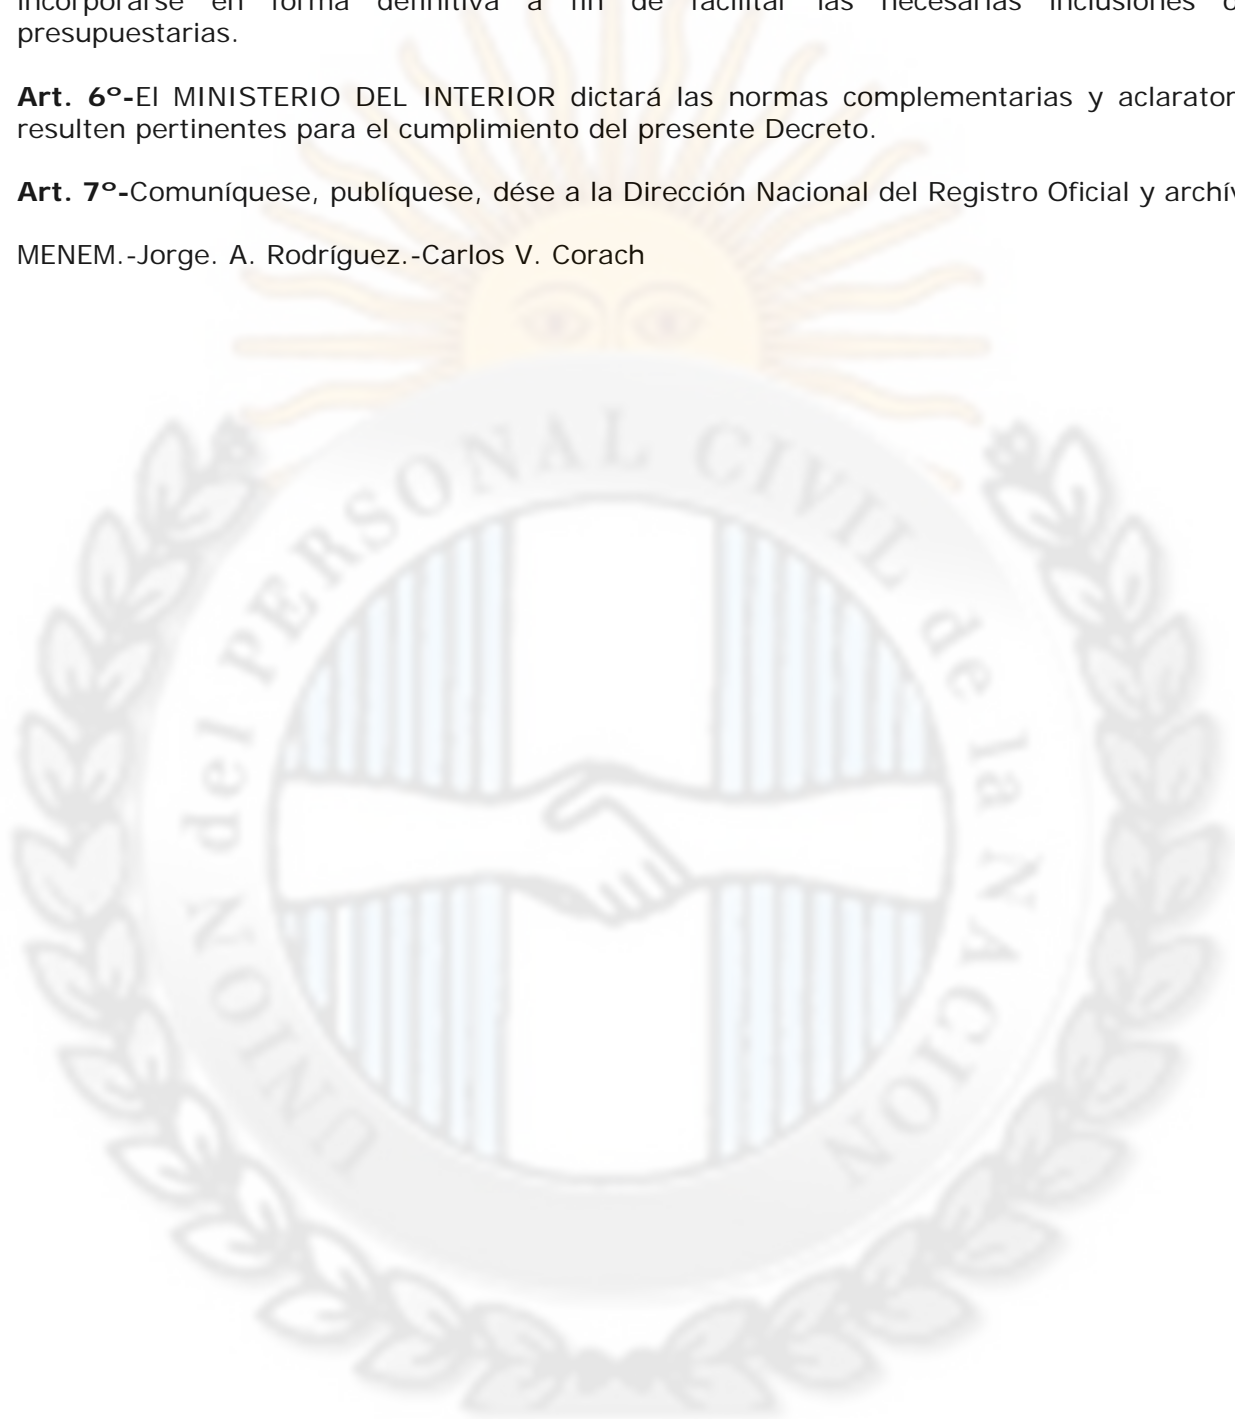 incorporarse en forma definitiva a fin de facilitar las necesarias inclusiones
presupuestarias.
Art. 6º-El MINISTERIO DEL INTERIOR dictará las normas complementarias y aclarator
resulten pertinentes para el cumplimiento del presente Decreto.
Art. 7º-Comuníquese, publíquese, dése a la Dirección Nacional del Registro Oficial y archív
MENEM.-Jorge. A. Rodríguez.-Carlos V. Corach
UNION del PERSONAL CIVIL de la NACION